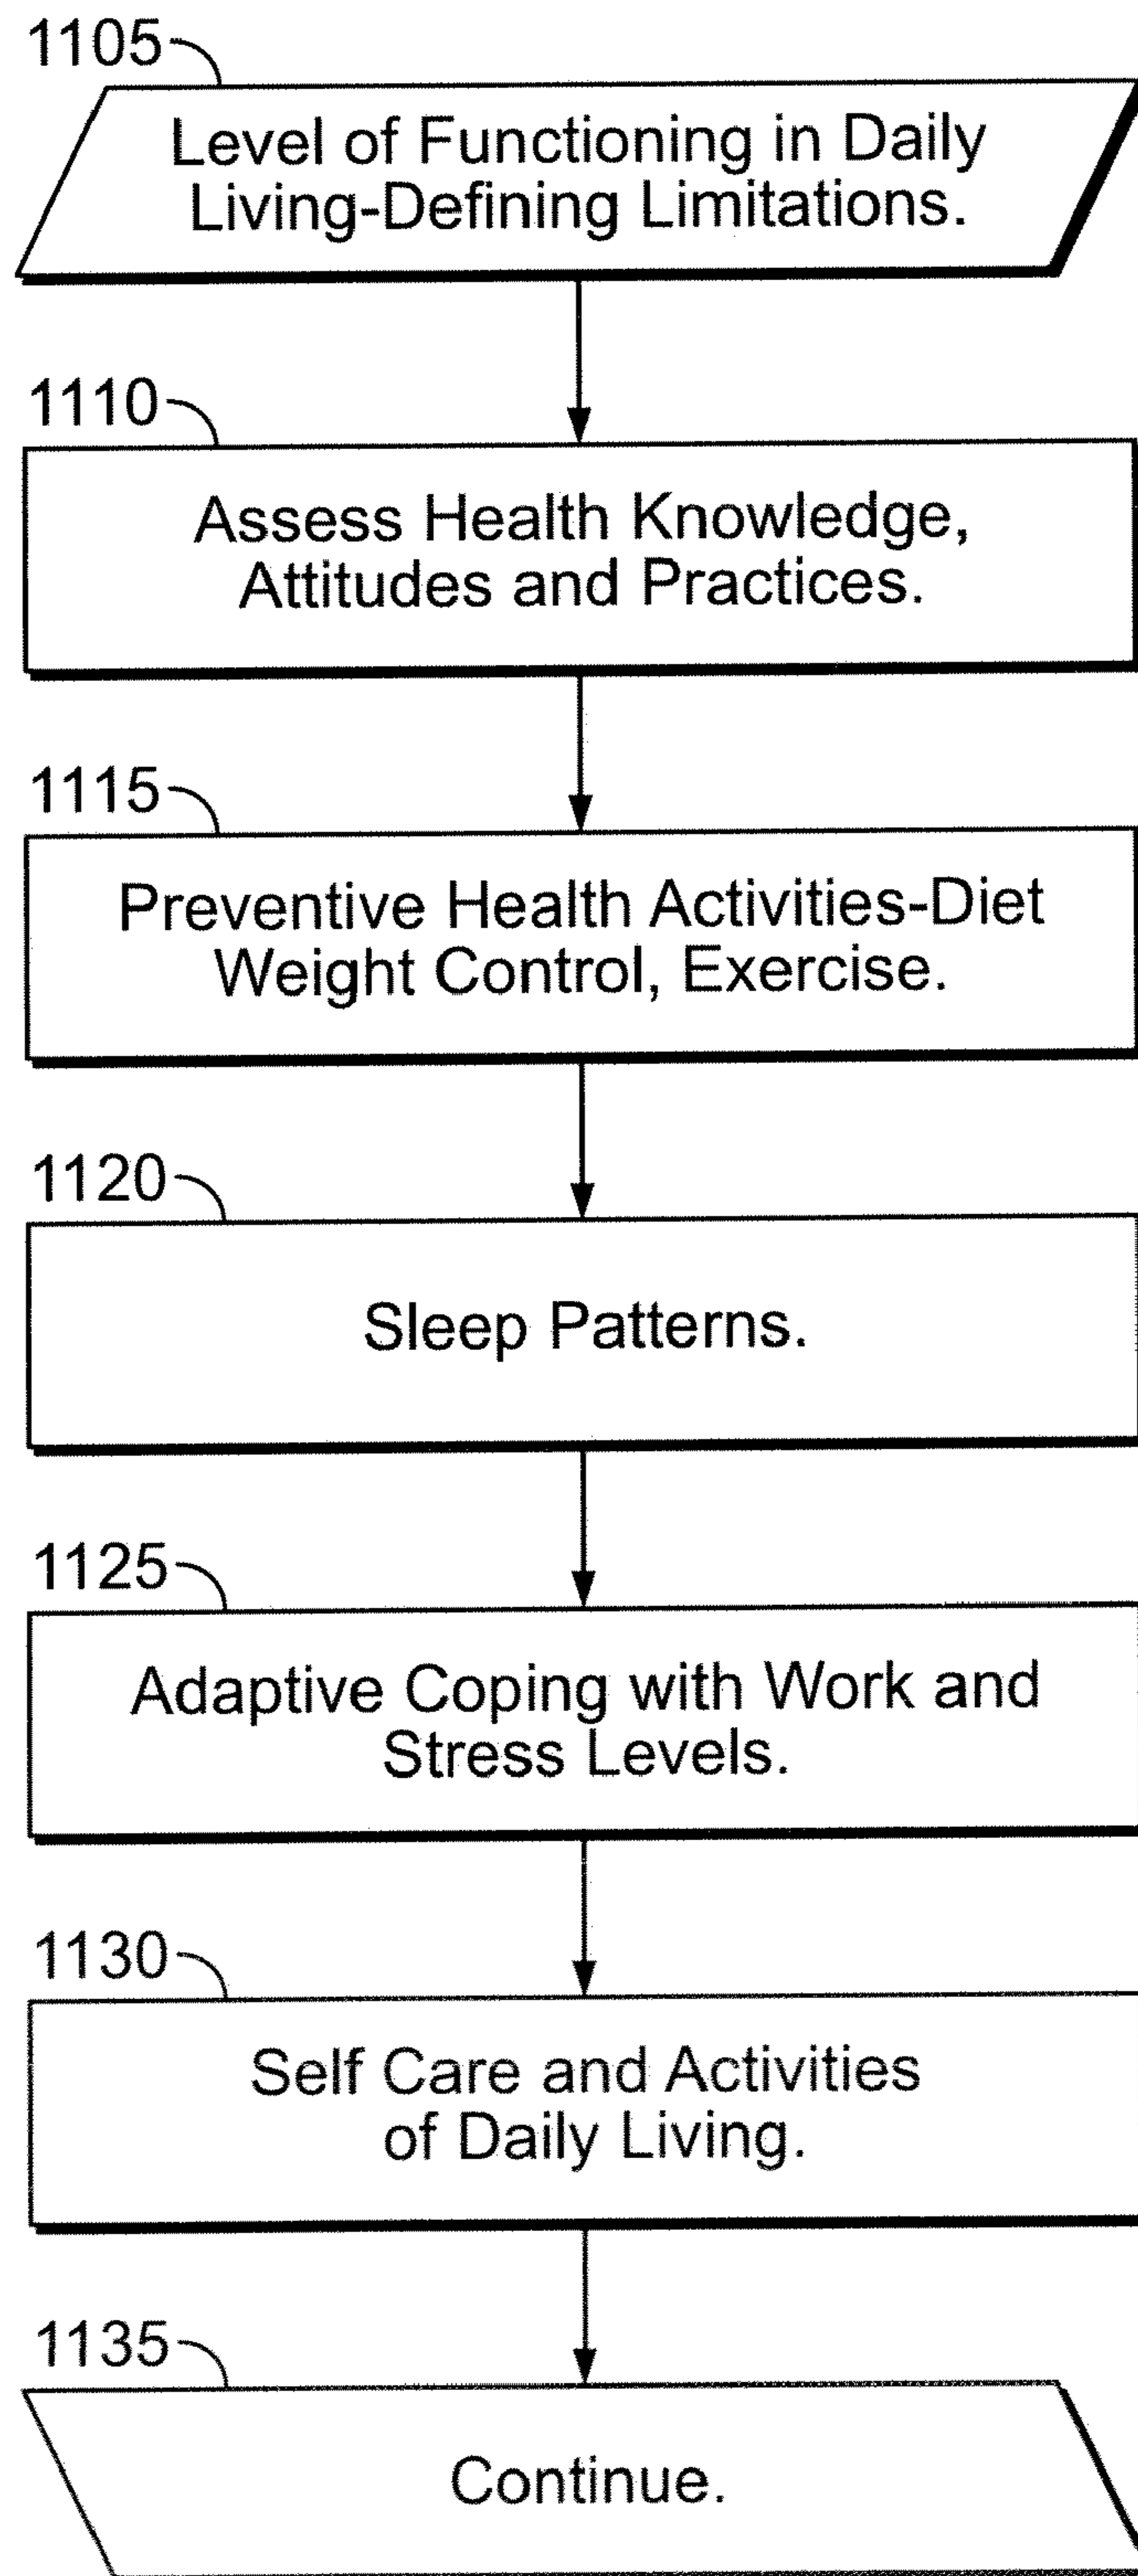 1105
Level of Functioning in Daily
Living-Defining Limitations.
1110
Assess Health Knowledge,
Attitudes and Practices.
1115
Preventive Health Activities-Diet
Weight Control, Exercise.
1120
Sleep Patterns.
1125
Adaptive Coping with Work and
Stress Levels.
1130
Self Care and Activities
of Daily Living.
1135
Continue.